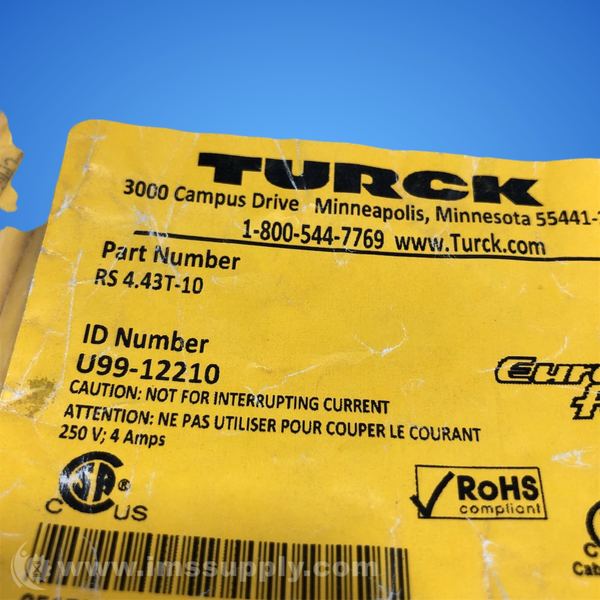 TURCK
3000 Campus Drive Minneapolis, Minnesota 55441-
1-800-544-7769 www.Turck.com
Part Number
RS 4.43T-10
ID Number
U99-12210
CAUTION: NOT FOR INTERRUPTING CURRENT
ATTENTION: NE PAS UTILISER POUR COUPER LE COURANT
250 V; 4 Amps
C US
RoHS
compliant
www.imssupply.com